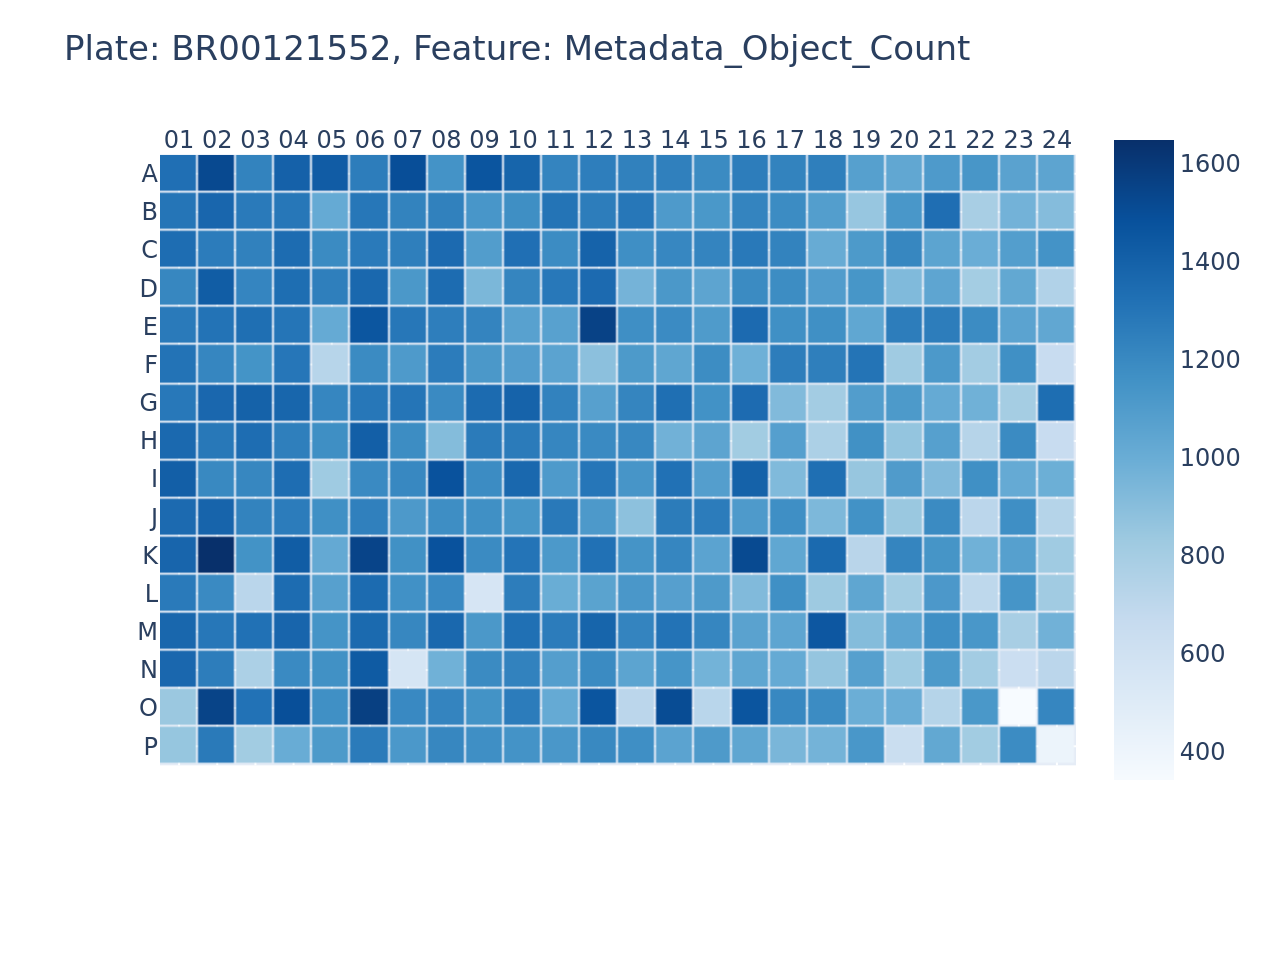 Plate: BR00121552, Feature: Metadata_Object_Count
01 02 03 04 05 06 07 08 09 10 11 12 13 14 15 16 17 18 19 20 21 22 23 24
A
B
C
D
E
F
G
H
I
J
K
L
M
N
O
P
1600
1400
1200
1000
800
600
400